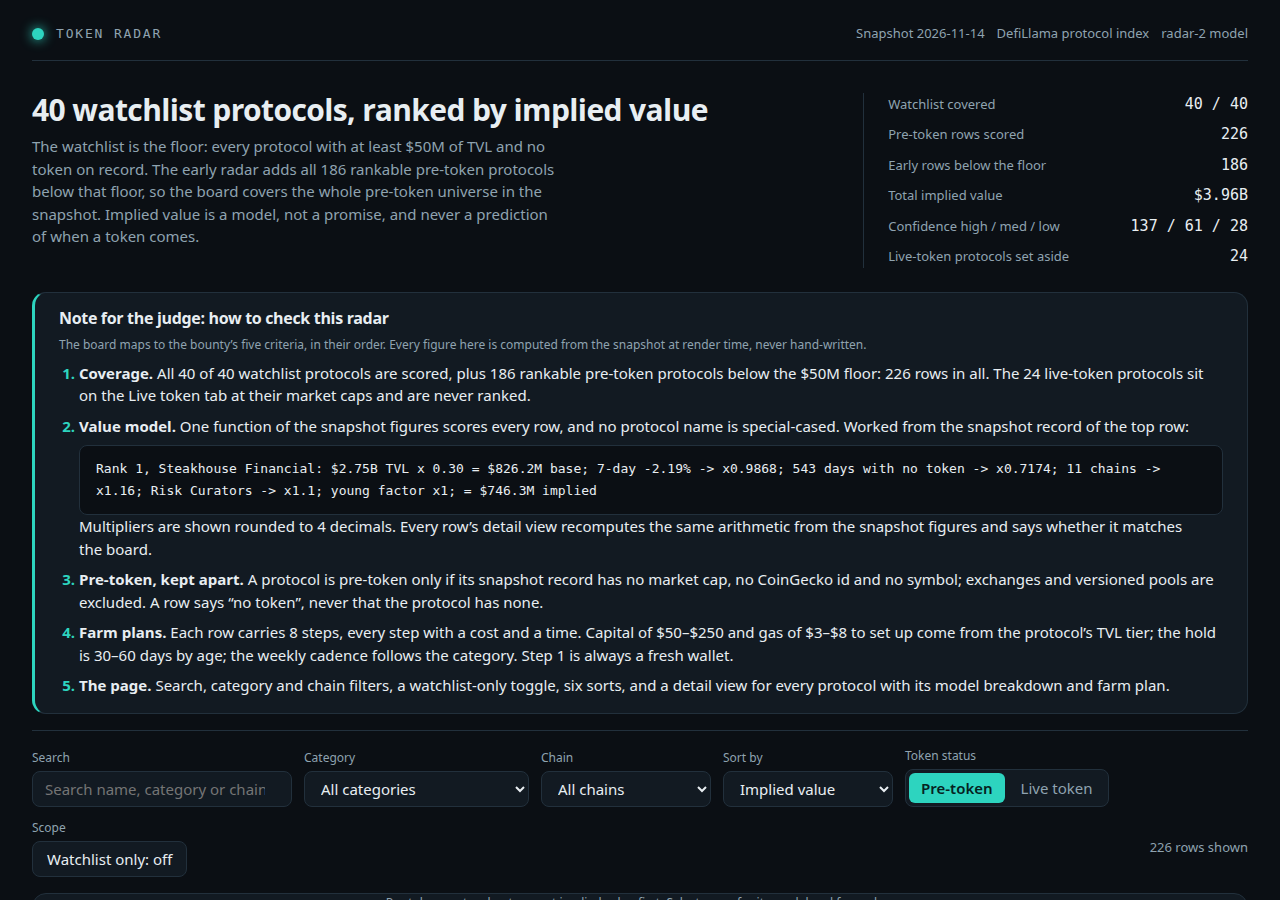 TOKEN RADAR
Snapshot 2026-11-14 DefiLlama protocol index radar-2 model
40 watchlist protocols, ranked by implied value
The watchlist is the floor: every protocol with at least $50M of TVL and no
token on record. The early radar adds all 186 rankable pre-token protocols
below that floor, so the board covers the whole pre-token universe in the
snapshot. Implied value is a model, not a promise, and never a prediction
of when a token comes.
Watchlist covered 40 / 40
Pre-token rows scored 226
Early rows below the floor 186
Total implied value $3.96B
Confidence high / med / low 137 / 61 / 28
Live-token protocols set aside 24
Note for the judge: how to check this radar
The board maps to the bounty's five criteria, in their order. Every figure here is computed from the snapshot at render time, never hand-written.
1. Coverage. All 40 of 40 watchlist protocols are scored, plus 186 rankable pre-token protocols below the $50M floor: 226 rows in all. The 24 live-token protocols sit
on the Live token tab at their market caps and are never ranked.
2. Value model. One function of the snapshot figures scores every row, and no protocol name is special-cased. Worked from the snapshot record of the top row:
Rank 1, Steakhouse Financial: $2.75B TVL x 0.30 = $826.2M base; 7-day -2.19% -> x0.9868; 543 days with no token -> x0.7174; 11 chains ->
x1.16; Risk Curators -> x1.1; young factor x1; = $746.3M implied
Multipliers are shown rounded to 4 decimals. Every row's detail view recomputes the same arithmetic from the snapshot figures and says whether it matches
the board.
3. Pre-token, kept apart. A protocol is pre-token only if its snapshot record has no market cap, no CoinGecko id and no symbol; exchanges and versioned pools are
excluded. A row says “no token”, never that the protocol has none.
4. Farm plans. Each row carries 8 steps, every step with a cost and a time. Capital of $50–$250 and gas of $3–$8 to set up come from the protocol's TVL tier; the hold
is 30–60 days by age; the weekly cadence follows the category. Step 1 is always a fresh wallet.
5. The page. Search, category and chain filters, a watchlist-only toggle, six sorts, and a detail view for every protocol with its model breakdown and farm plan.
Search Category Chain Sort by Token status
Search name, category or chain All categories All chains Implied value Pre-token Live token
Scope
Watchlist only: off
226 rows shown